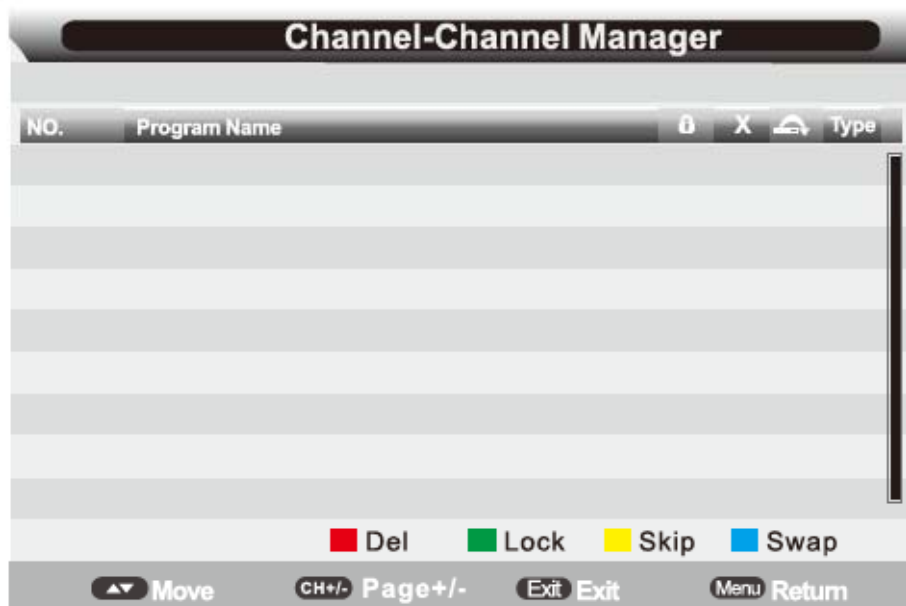 Channel-Channel Manager
NO. Program Name X Type
Del Lock Skip Swap
Move CH+/- Page+/- Exit Exit Menu Return